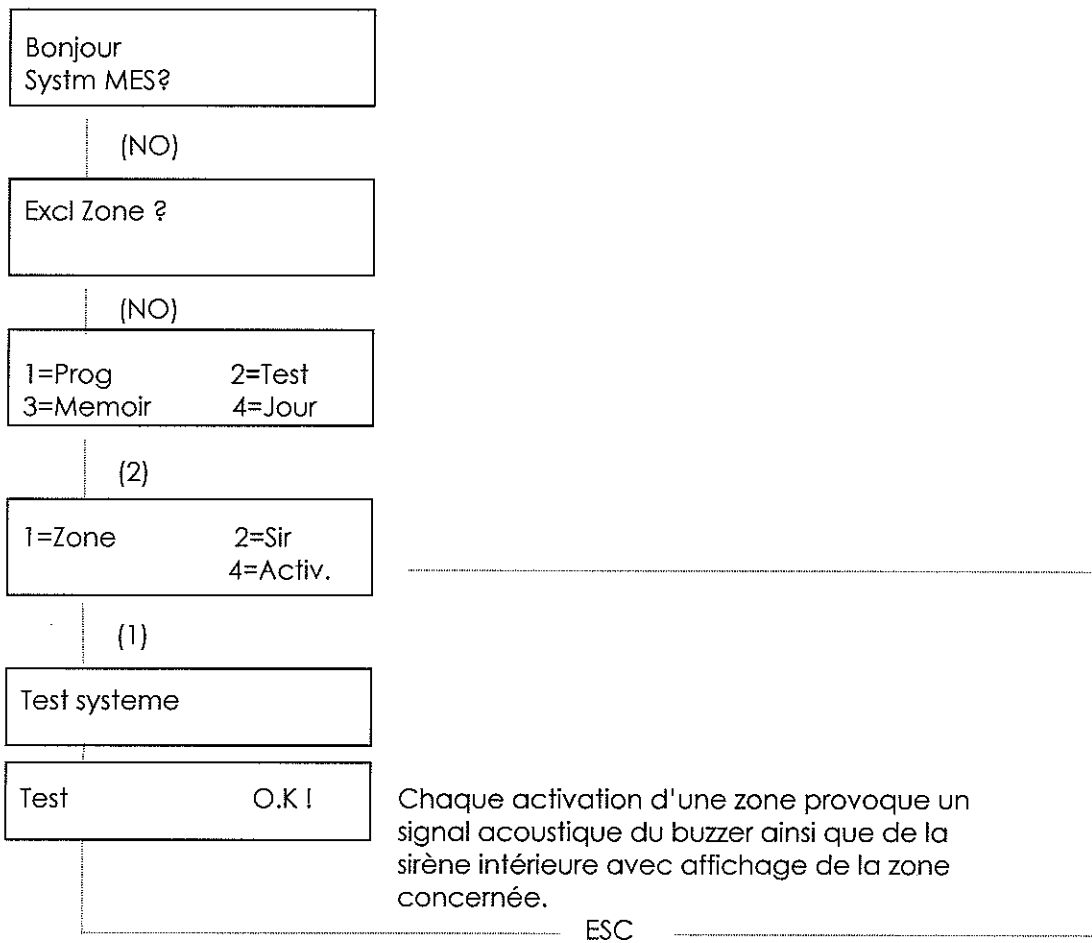 Bonjour
Systm MES?
(NO)
Excl Zone ?
(NO)
1=Prog 2=Test
3=Memoir 4=Jour
(2)
1=Zone 2=Sir
4=Activ.
(1)
Test systeme
Test O.K !
Chaque activation d'une zone provoque un
signal acoustique du buzzer ainsi que de la
sirène intérieure avec affichage de la zone
concernée.
ESC